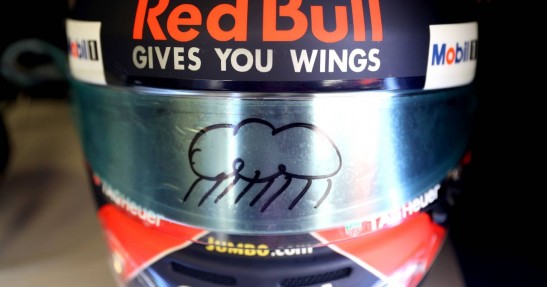 Red Bull
GIVES YOU WINGS
Mobil 1
Mobil 1
TAG Heuer
TAG Heuer
JUMBO.com